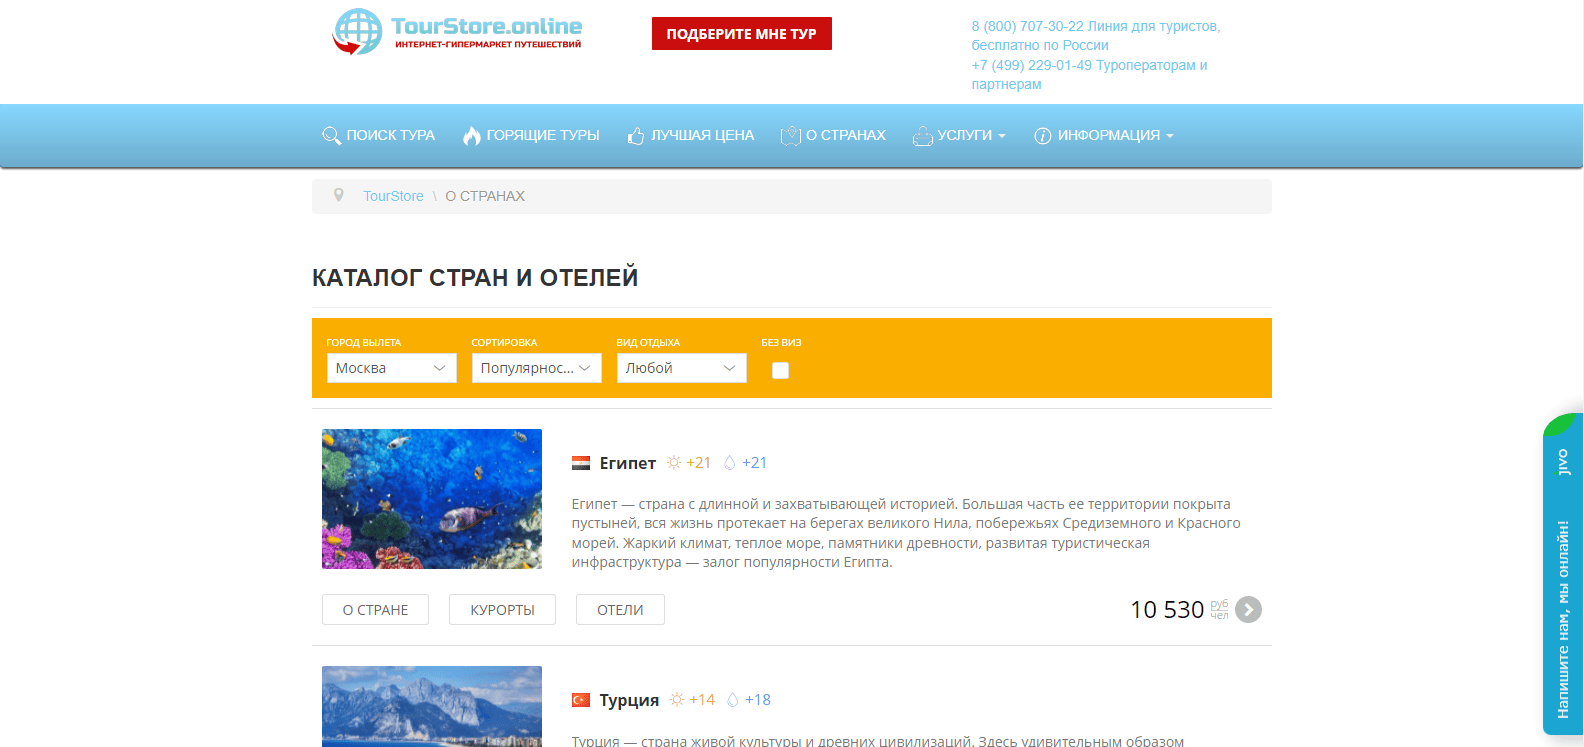 TourStore.online
ИНТЕРНЕТ-ГИПЕРМАРКЕТ ПУТЕШЕСТВИЙ
ПОДБЕРИТЕ МНЕ ТУР
8 (800) 707-30-22 Линия для туристов,
бесплатно по России
+7 (499) 229-01-49 Туроператорам и
партнерам
ПОИСК ТУРА ГОРЯЩИЕ ТУРЫ ЛУЧШАЯ ЦЕНА О СТРАНАХ УСЛУГИ ИНФОРМАЦИЯ
TourStore \ О СТРАНАХ
КАТАЛОГ СТРАН И ОТЕЛЕЙ
ГОРОД ВЫЛЕТА СОРТИРОВКА ВИД ОТДЫХА БЕЗ ВИЗ
Москва Популярнос... Любой
Египет +21 +21
Египет — страна с длинной и захватывающей историей. Большая часть ее территории покрыта
пустыней, вся жизнь протекает на берегах великого Нила, побережьях Средиземного и Красного
морей. Жаркий климат, теплое море, памятники древности, развитая туристическая
инфраструктура — залог популярности Египта.
О СТРАНЕ КУРОРТЫ ОТЕЛИ 10 530 руб
чел
Турция +14 +18
Турция — страна живой культуры и древних цивилизаций. Здесь удивительным образом
Напишите нам, мы онлайн! JIVO